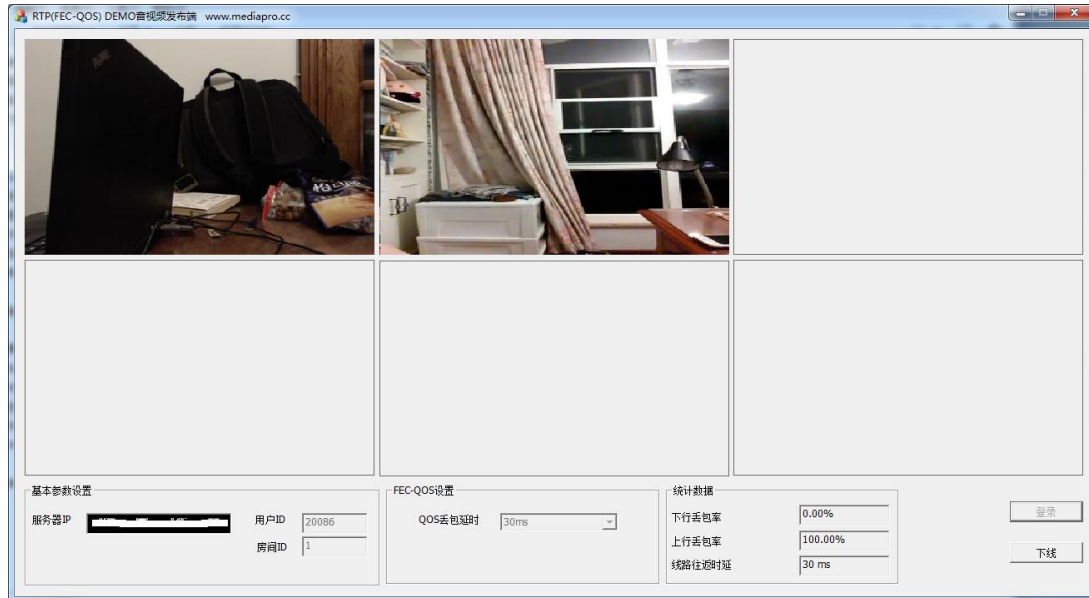 RTP(FEC-QOS) DEMO音视频发布端 www.mediapro.cc
基本参数设置
服务器IP
用户ID 20086
房间ID 1
FEC-QOS设置
QOS丢包延时 30ms
统计数据
下行丢包率 0.00%
上行丢包率 100.00%
线路往返时延 30 ms
登录
下线